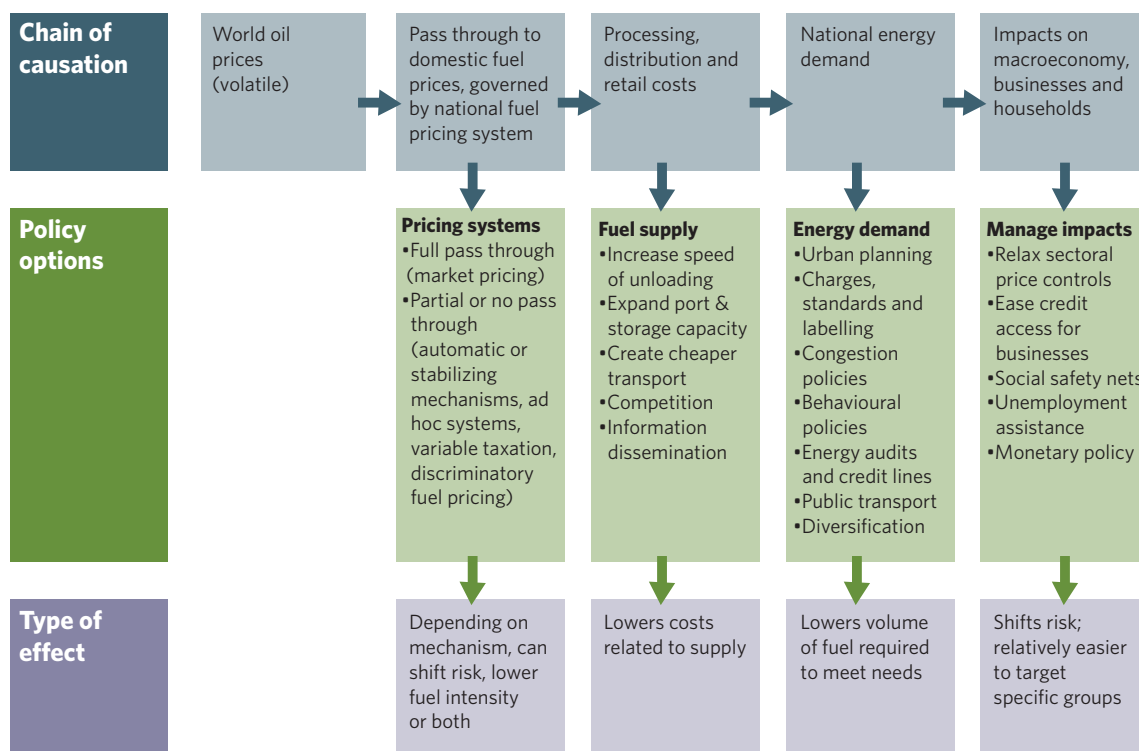 Chain of
causation
World oil
prices
(volatile)
Pass through to
domestic fuel
prices, governed
by national fuel
pricing system
Processing,
distribution and
retail costs
National energy
demand
Impacts on
macroeconomy,
businesses and
households
Policy
options
Pricing systems
•Full pass through
(market pricing)
•Partial or no pass
through
(automatic or
stabilizing
mechanisms, ad
hoc systems,
variable taxation,
discriminatory
fuel pricing)
Fuel supply
•Increase speed
of unloading
•Expand port &
storage capacity
•Create cheaper
transport
•Competition
•Information
dissemination
Energy demand
•Urban planning
•Charges,
standards and
labelling
•Congestion
policies
•Behavioural
policies
•Energy audits
and credit lines
•Public transport
•Diversification
Manage impacts
•Relax sectoral
price controls
•Ease credit
access for
businesses
•Social safety nets
•Unemployment
assistance
•Monetary policy
Type of
effect
Depending on
mechanism, can
shift risk, lower
fuel intensity
or both
Lowers costs
related to supply
Lowers volume
of fuel required
to meet needs
Shifts risk;
relatively easier
to target
specific groups